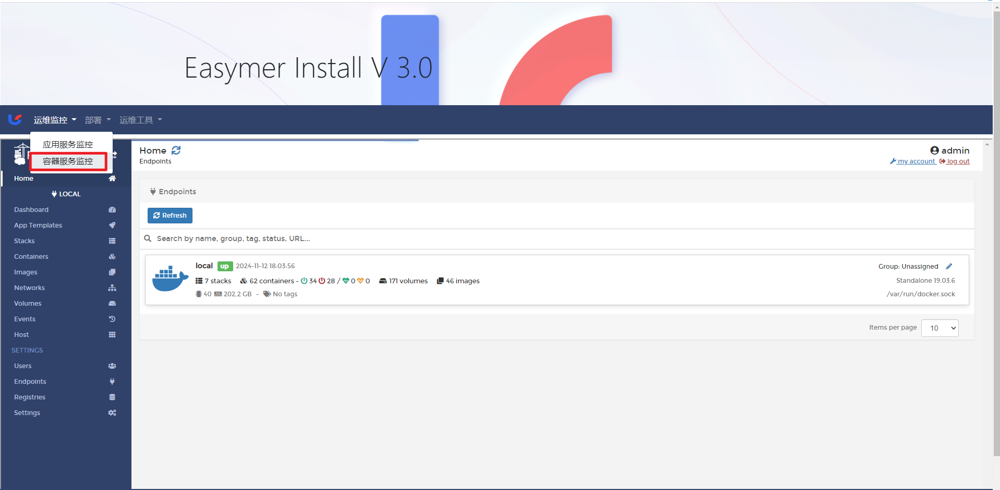 Easymer Install V 3.0
运维监控 部署 运维工具
应用服务监控
容器服务监控
Home
LOCAL
Dashboard
App Templates
Stacks
Containers
Images
Networks
Volumes
Events
Host
SETTINGS
Users
Endpoints
Registries
Settings
Home
Endpoints
admin
my account log out
Endpoints
Refresh
Search by name, group, tag, status, URL...
local up 2024-11-12 18:03:56
7 stacks 62 containers - 34 28 / 0 0 171 volumes 46 images
40 202.2 GB - No tags
Group: Unassigned
Standalone 19.03.6
/var/run/docker.sock
Items per page 10